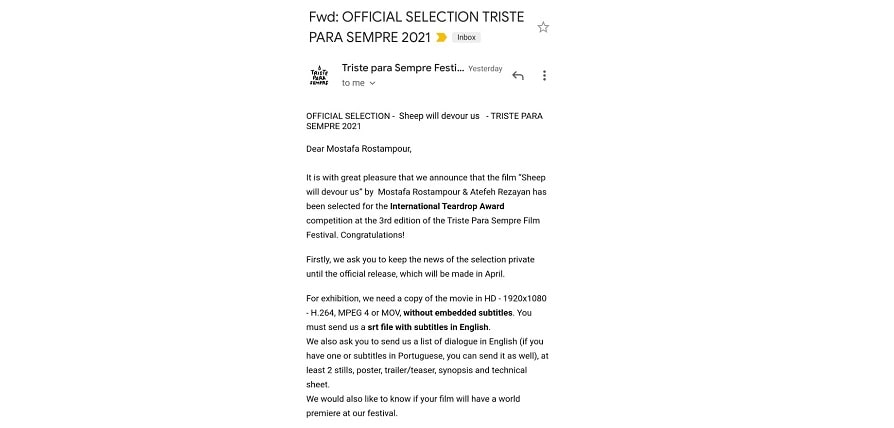 Fwd: OFFICIAL SELECTION TRISTE
PARA SEMPRE 2021 Inbox
TRISTE
PARA
SEMPRE
Triste para Sempre Festi... Yesterday
to me
OFFICIAL SELECTION - Sheep will devour us - TRISTE PARA
SEMPRE 2021
Dear Mostafa Rostampour,
It is with great pleasure that we announce that the film “Sheep
will devour us” by Mostafa Rostampour & Atefeh Rezayan has
been selected for the International Teardrop Award
competition at the 3rd edition of the Triste Para Sempre Film
Festival. Congratulations!
Firstly, we ask you to keep the news of the selection private
until the official release, which will be made in April.
For exhibition, we need a copy of the movie in HD - 1920x1080
- H.264, MPEG 4 or MOV, without embedded subtitles. You
must send us a srt file with subtitles in English.
We also ask you to send us a list of dialogue in English (if you
have one or subtitles in Portuguese, you can send it as well), at
least 2 stills, poster, trailer/teaser, synopsis and technical
sheet.
We would also like to know if your film will have a world
premiere at our festival.